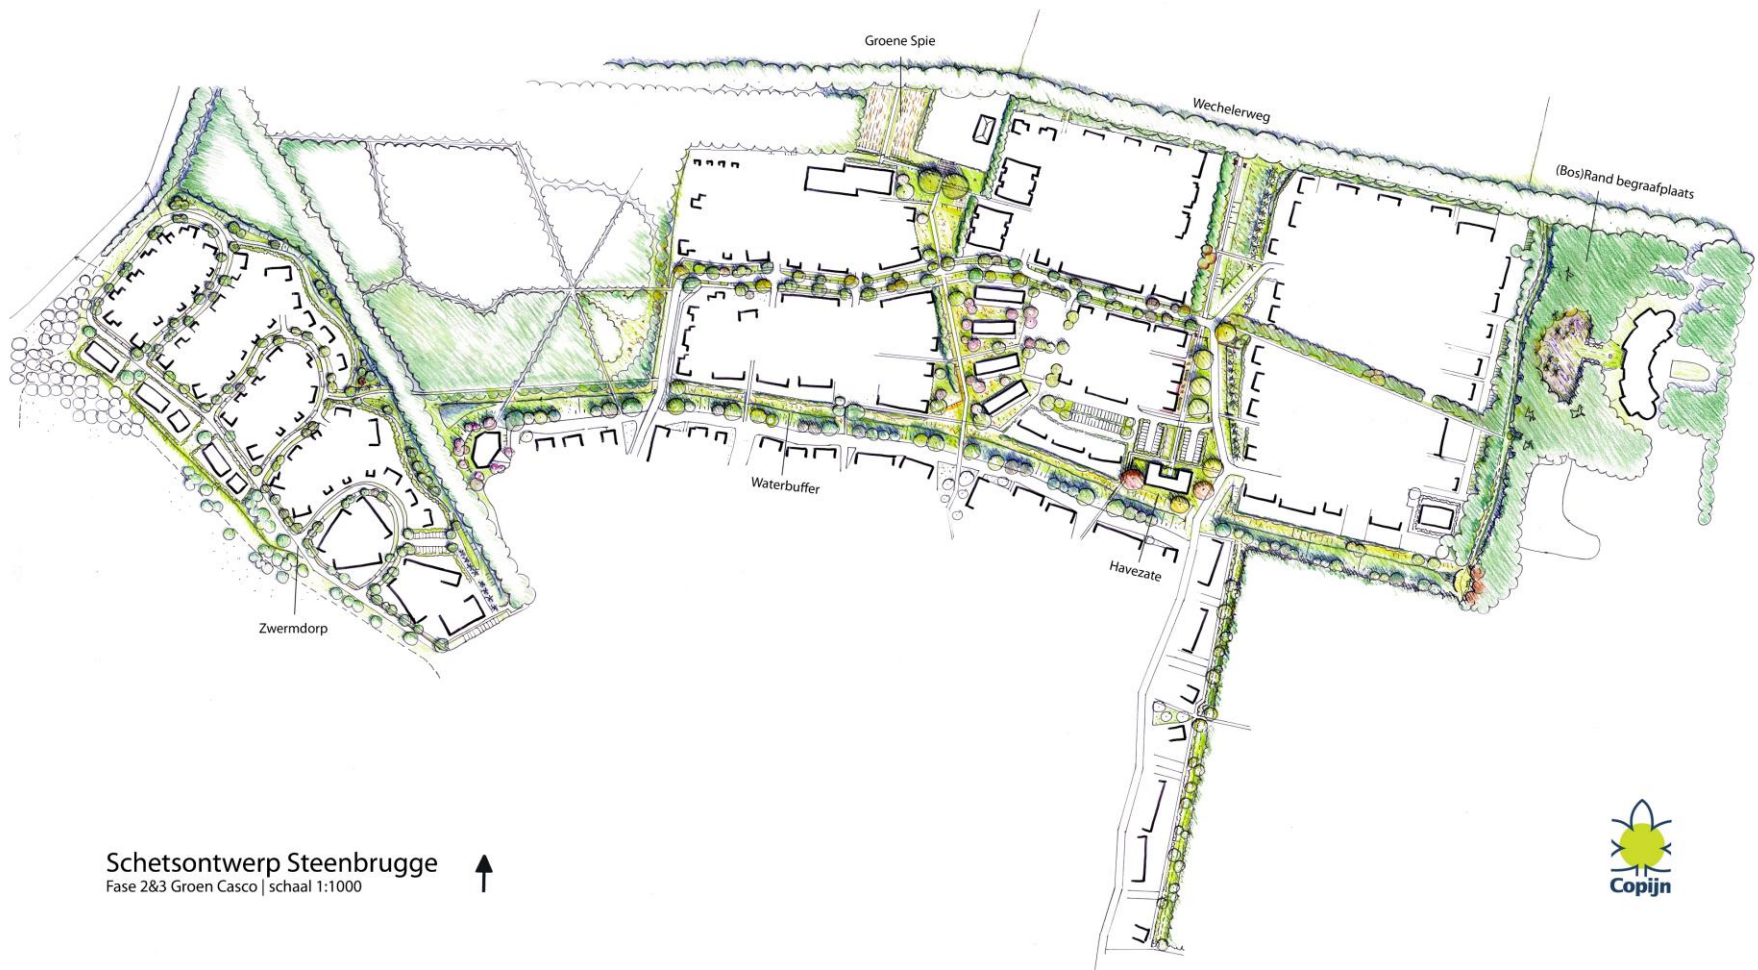 Groene Spie
Wechelerweg
(Bos)Rand begraafplaats
Waterbuffer
Havezate
Zwermdorp
Schetsontwerp Steenbrugge
Fase 2&3 Groen Casco | schaal 1:1000
Copijn